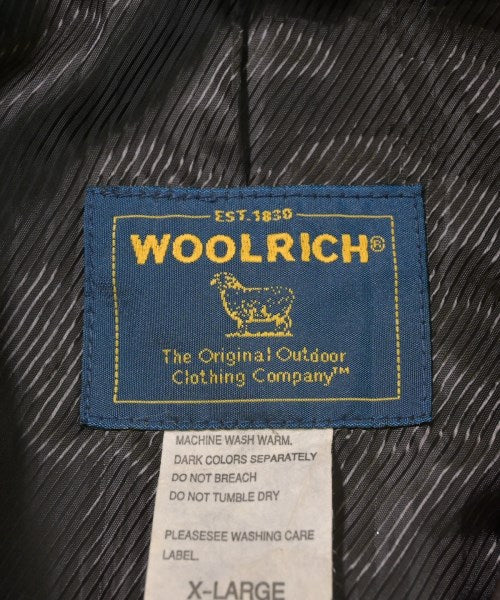 EST. 1830
WOOLRICH®
The Original Outdoor
Clothing Company™
MACHINE WASH WARM.
DARK COLORS SEPARATELY
DO NOT BREACH
DO NOT TUMBLE DRY
PLEASESEE WASHING CARE
LABEL.
X-LARGE